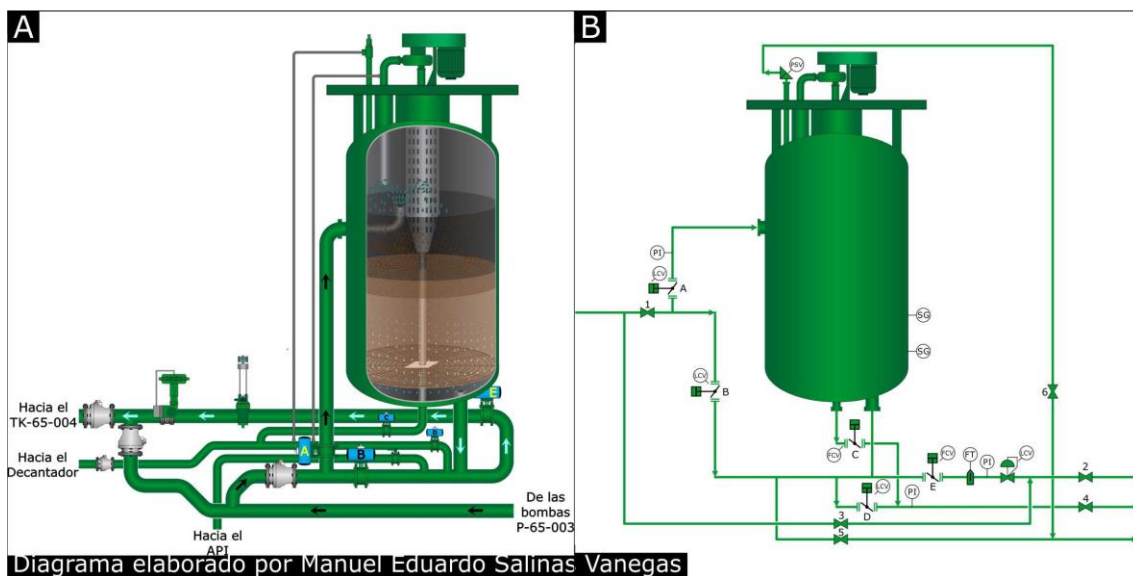 A
Hacia el
TK-65-004
Hacia el
Decantador
Hacia el
API
De las
bombas
P-65-003
A
B
C
D
E
B
PSV
PI
LCV
A
1
LCV
B
SG
SG
6
C
FCV
FCV
E
FT
PI
LCV
2
LCV
D
PI
4
3
5
Diagrama elaborado por Manuel Eduardo Salinas Vanegas